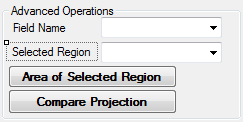 Advanced Operations
Field Name
Selected Region
Area of Selected Region
Compare Projection